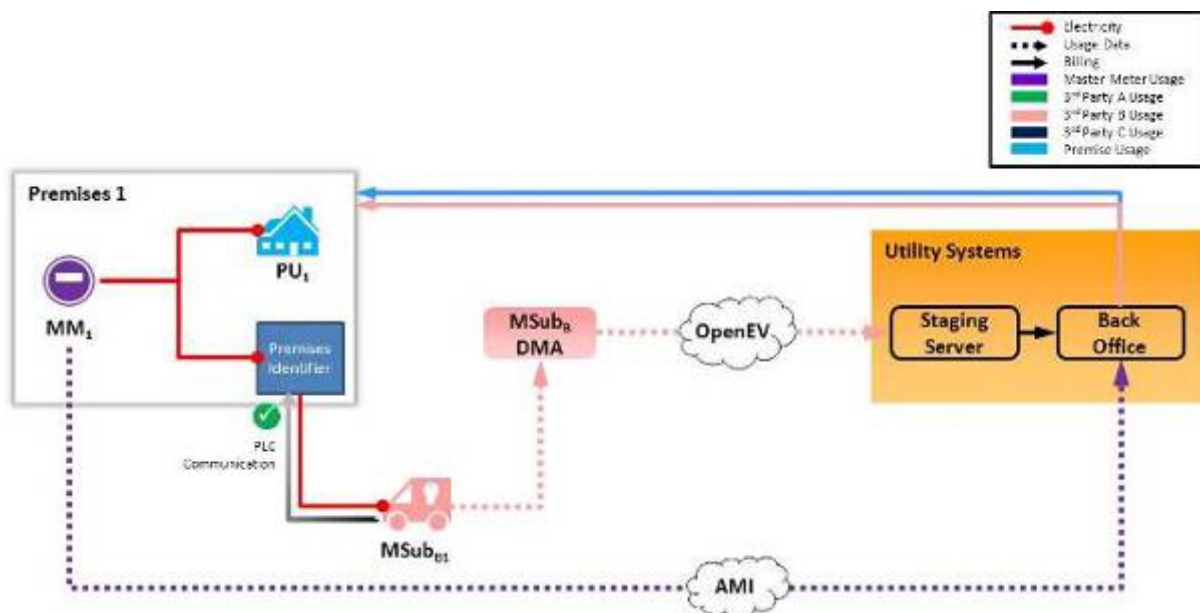 Electricity
Usage Data
Billing
Master Meter Usage
3rd Party A Usage
3rd Party B Usage
3rd Party C Usage
Premise Usage
Premises 1
PU1
MM1
Premises
Identifier
PLC
Communication
MSubB1
MSubB
DMA
OpenEV
Utility Systems
Staging
Server
Back
Office
AMI